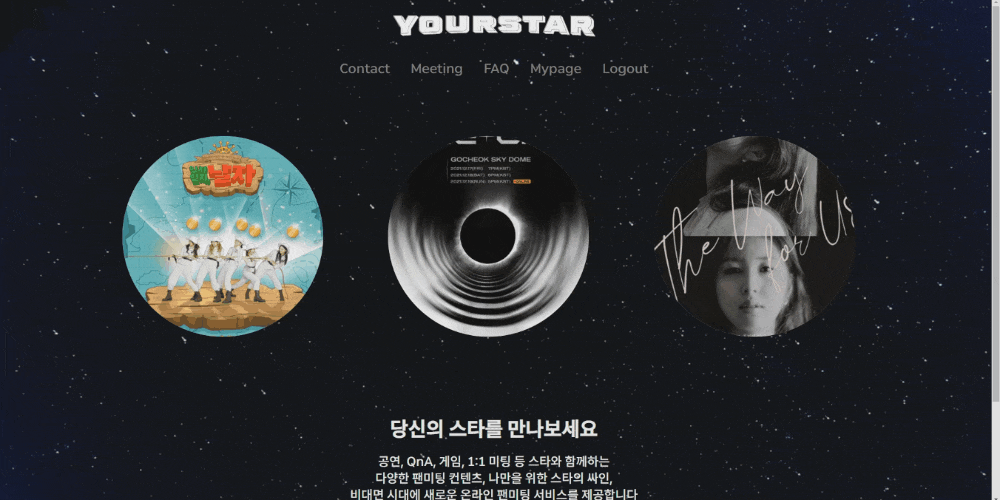 YOURSTAR
Contact Meeting FAQ Mypage Logout
날자
GOCHEOK SKY DOME
The Way
for Us
당신의 스타를 만나보세요
공연, QnA, 게임, 1:1 미팅 등 스타와 함께하는
다양한 팬미팅 컨텐츠, 나만을 위한 스타의 싸인,
비대면 시대에 새로운 온라인 팬미팅 서비스를 제공합니다